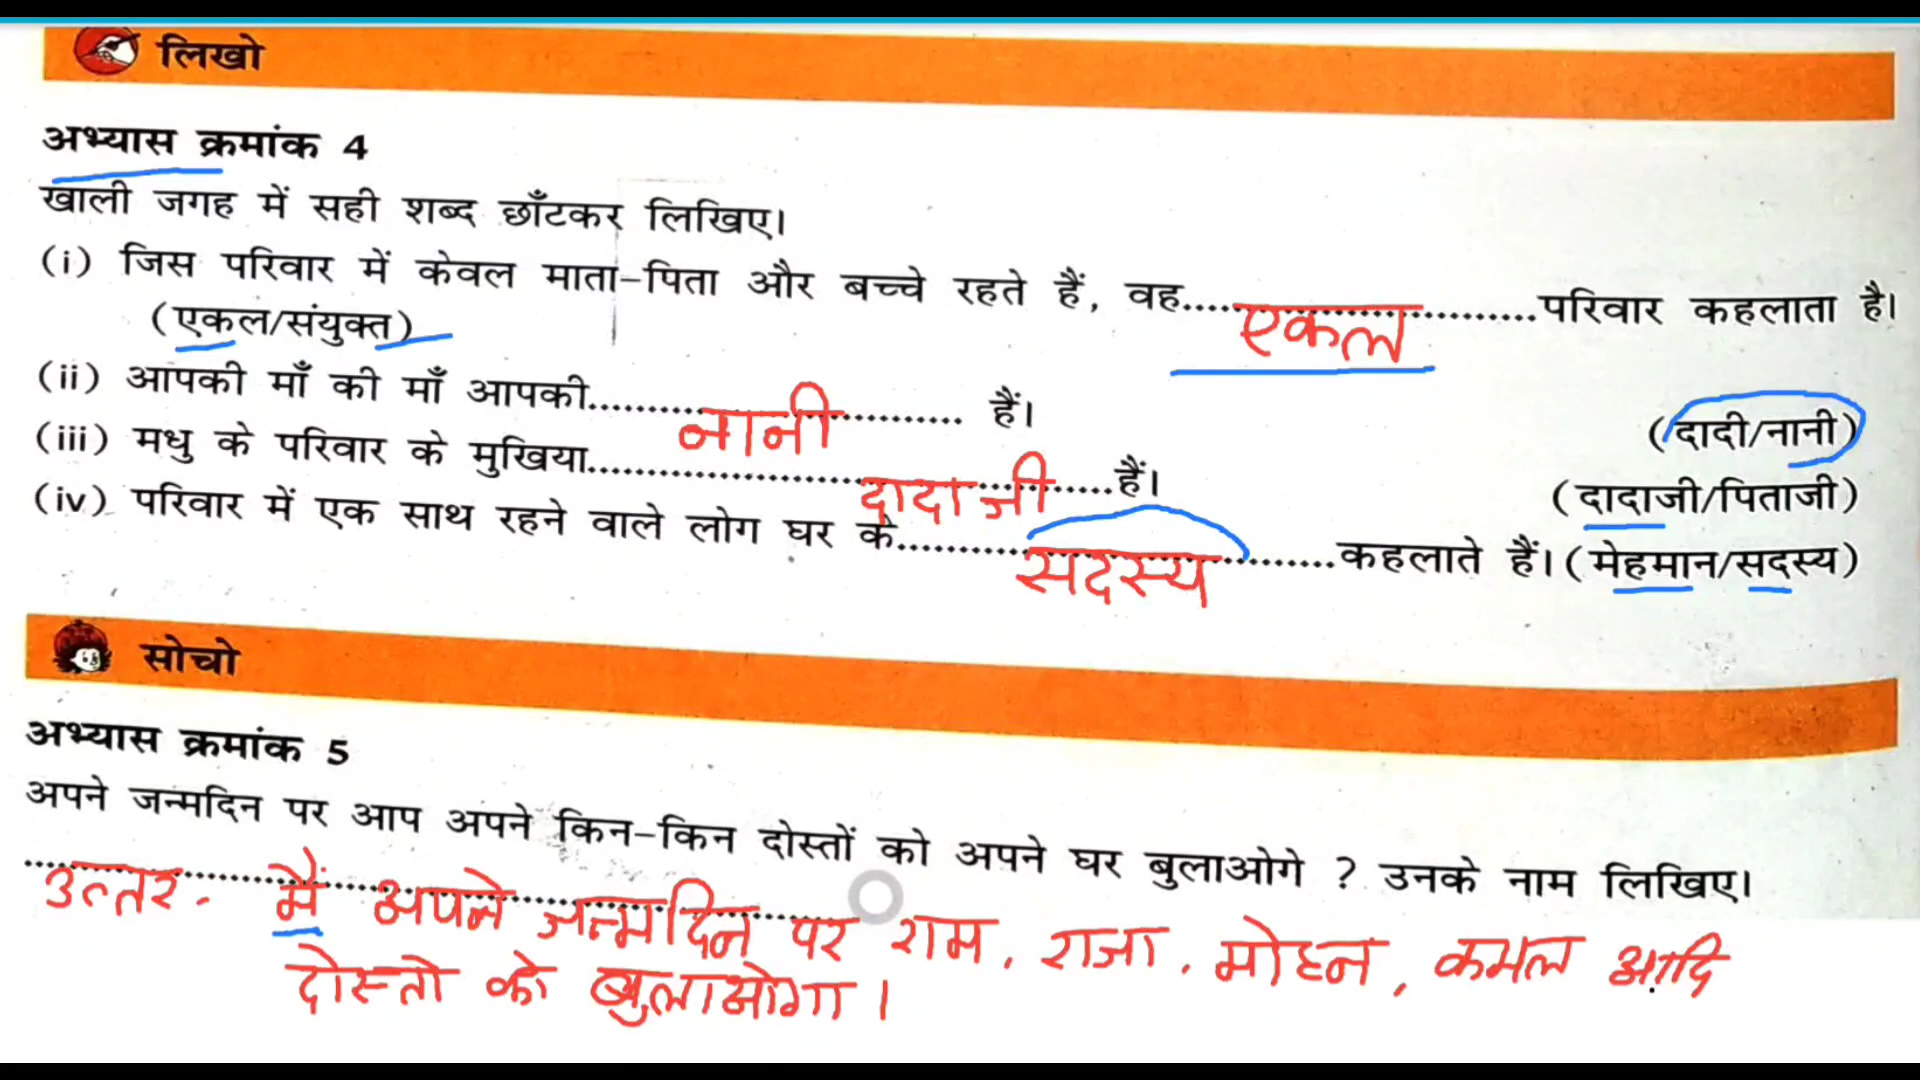 लिखो
अभ्यास क्रमांक 4
खाली जगह में सही शब्द छाँटकर लिखिए।
(i) जिस परिवार में केवल माता-पिता और बच्चे रहते हैं, वह....एकल....परिवार कहलाता है।
(एकल/संयुक्त)
(ii) आपकी माँ की माँ आपकी....नानी.... हैं। (दादी/नानी)
(iii) मधु के परिवार के मुखिया....दादाजी....हैं। (दादाजी/पिताजी)
(iv) परिवार में एक साथ रहने वाले लोग घर के....सदस्य....कहलाते हैं। (मेहमान/सदस्य)
सोचो
अभ्यास क्रमांक 5
अपने जन्मदिन पर आप अपने किन-किन दोस्तों को अपने घर बुलाओगे ? उनके नाम लिखिए।
उत्तर. मैं अपने जन्मदिन पर राम, राजा, मोहन, कमल आदि
दोस्तो को बुलाओगा।